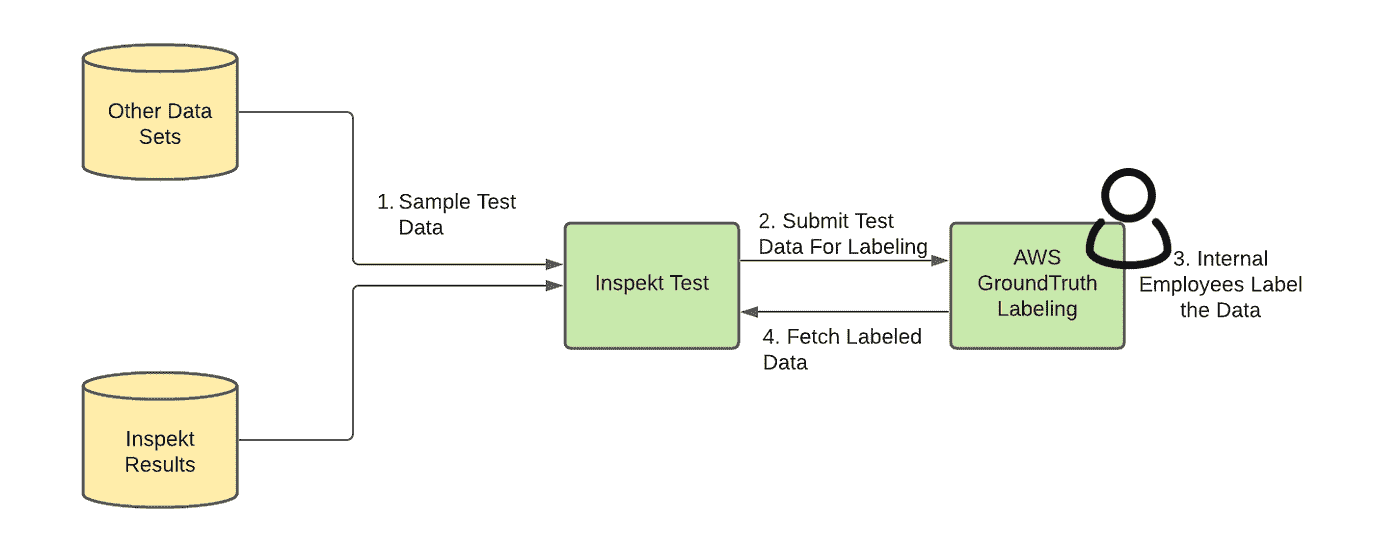 Other Data
Sets
1. Sample Test
Data
2. Submit Test
Data For Labeling
Inspekt Test
AWS
GroundTruth
Labeling
3. Internal
Employees Label
the Data
4. Fetch Labeled
Data
Inspekt
Results